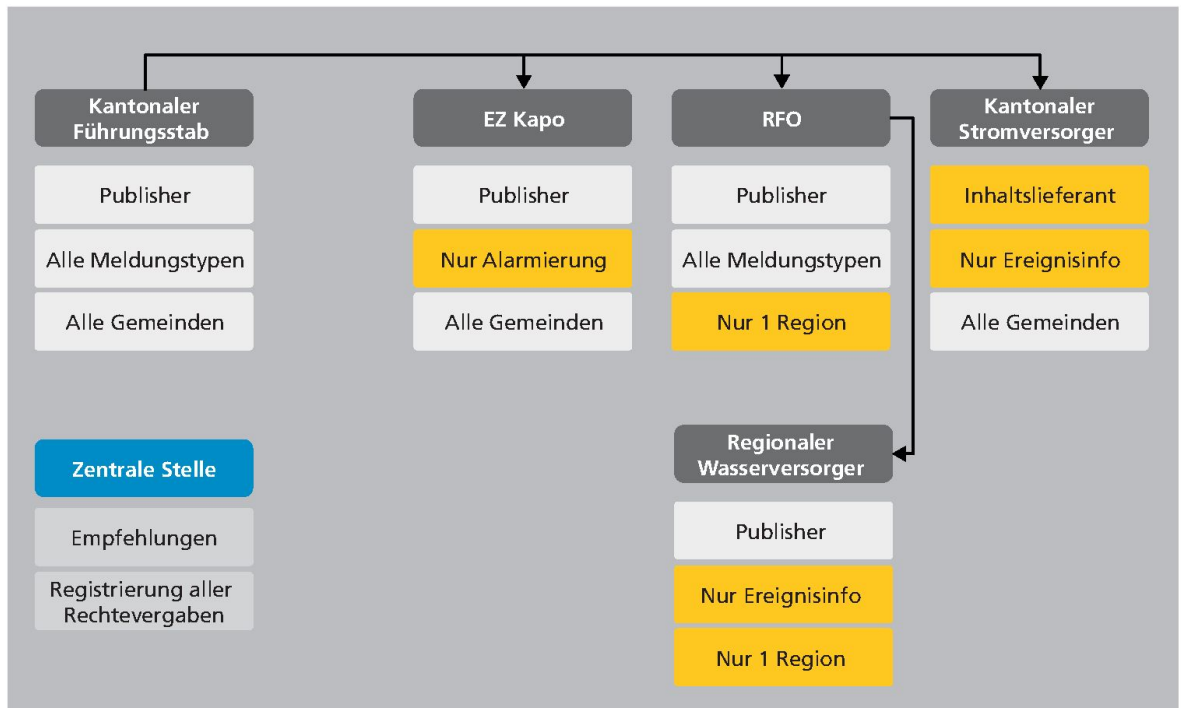 Kantonaler
Führungsstab
Publisher
Alle Meldungstypen
Alle Gemeinden
EZ Kapo
Publisher
Nur Alarmierung
Alle Gemeinden
RFO
Publisher
Alle Meldungstypen
Nur 1 Region
Kantonaler
Stromversorger
Inhaltslieferant
Nur Ereignisinfo
Alle Gemeinden
Zentrale Stelle
Empfehlungen
Registrierung aller
Rechtevergaben
Regionaler
Wasserversorger
Publisher
Nur Ereignisinfo
Nur 1 Region